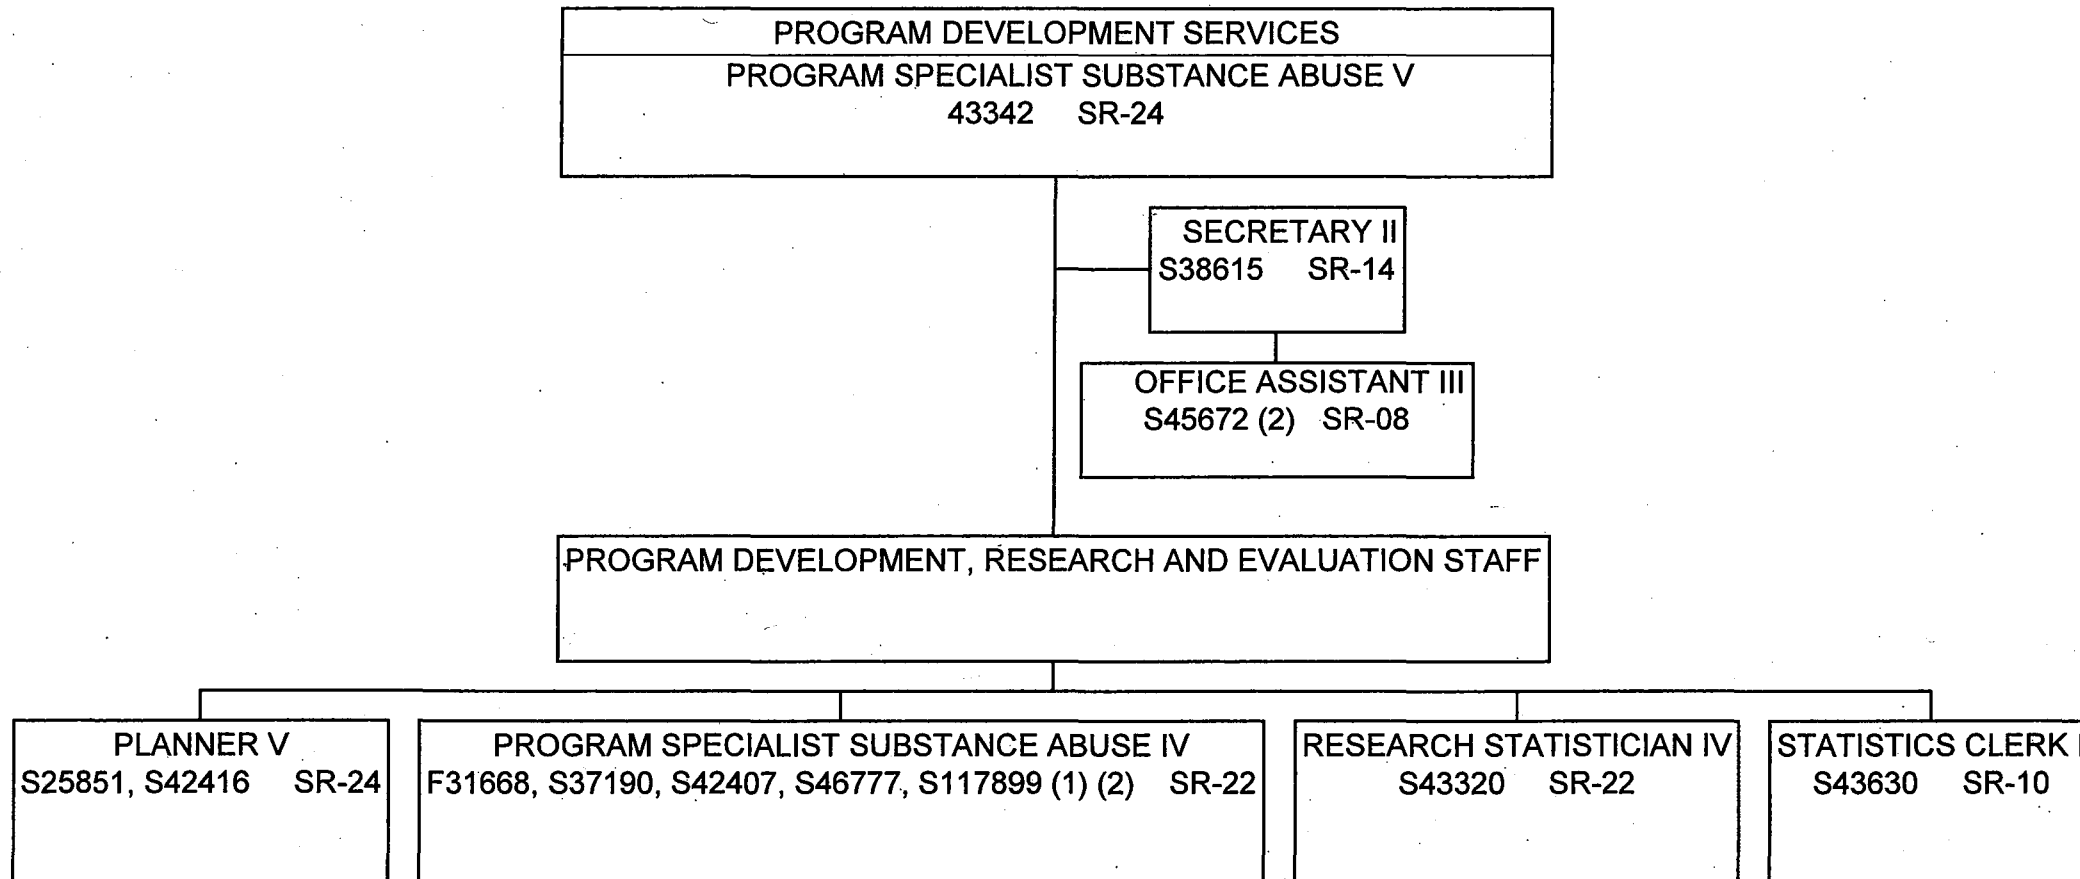 PROGRAM DEVELOPMENT SERVICES
PROGRAM SPECIALIST SUBSTANCE ABUSE V
43342 SR-24
SECRETARY II
S38615 SR-14
OFFICE ASSISTANT III
S45672 (2) SR-08
PROGRAM DEVELOPMENT, RESEARCH AND EVALUATION STAFF
PLANNER V
S25851, S42416 SR-24
PROGRAM SPECIALIST SUBSTANCE ABUSE IV
F31668, S37190, S42407, S46777, S117899 (1) (2) SR-22
RESEARCH STATISTICIAN IV
S43320 SR-22
STATISTICS CLERK
S43630 SR-10